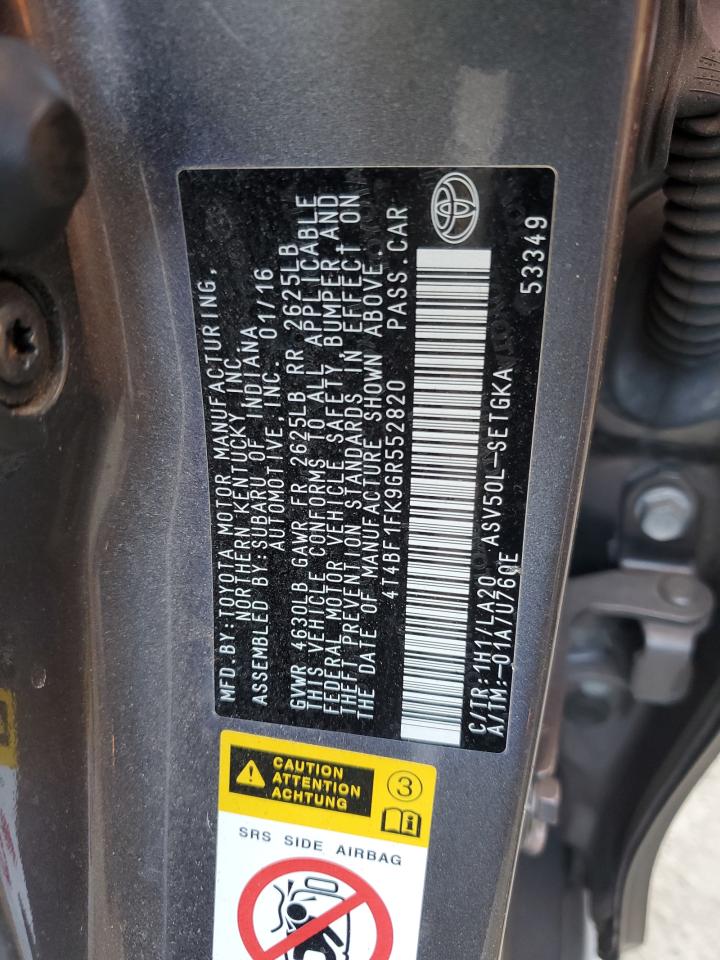 MFD.BY:TOYOTA MOTOR MANUFACTURING,
NORTHERN KENTUCKY INC
ASSEMBLED BY:SUBARU OF INDIANA
AUTOMOTIVE INC. 01/16
GVWR 4630LB GAWR FR 2625LB RR 2625LB
THIS VEHICLE CONFORMS TO ALL APPLICABLE
FEDERAL MOTOR VEHICLE SAFETY, BUMPER AND
THEFT PREVENTION STANDARDS IN EFFECT ON
THE DATE OF MANUFACTURE SHOWN ABOVE.
4T4BF1FK9GR552820 PASS.CAR
C/TR:1H1/LA20 ASV50L-SETGKA
A/TM:-01A/U760E 53349
CAUTION
ATTENTION
ACHTUNG
3
SRS SIDE AIRBAG